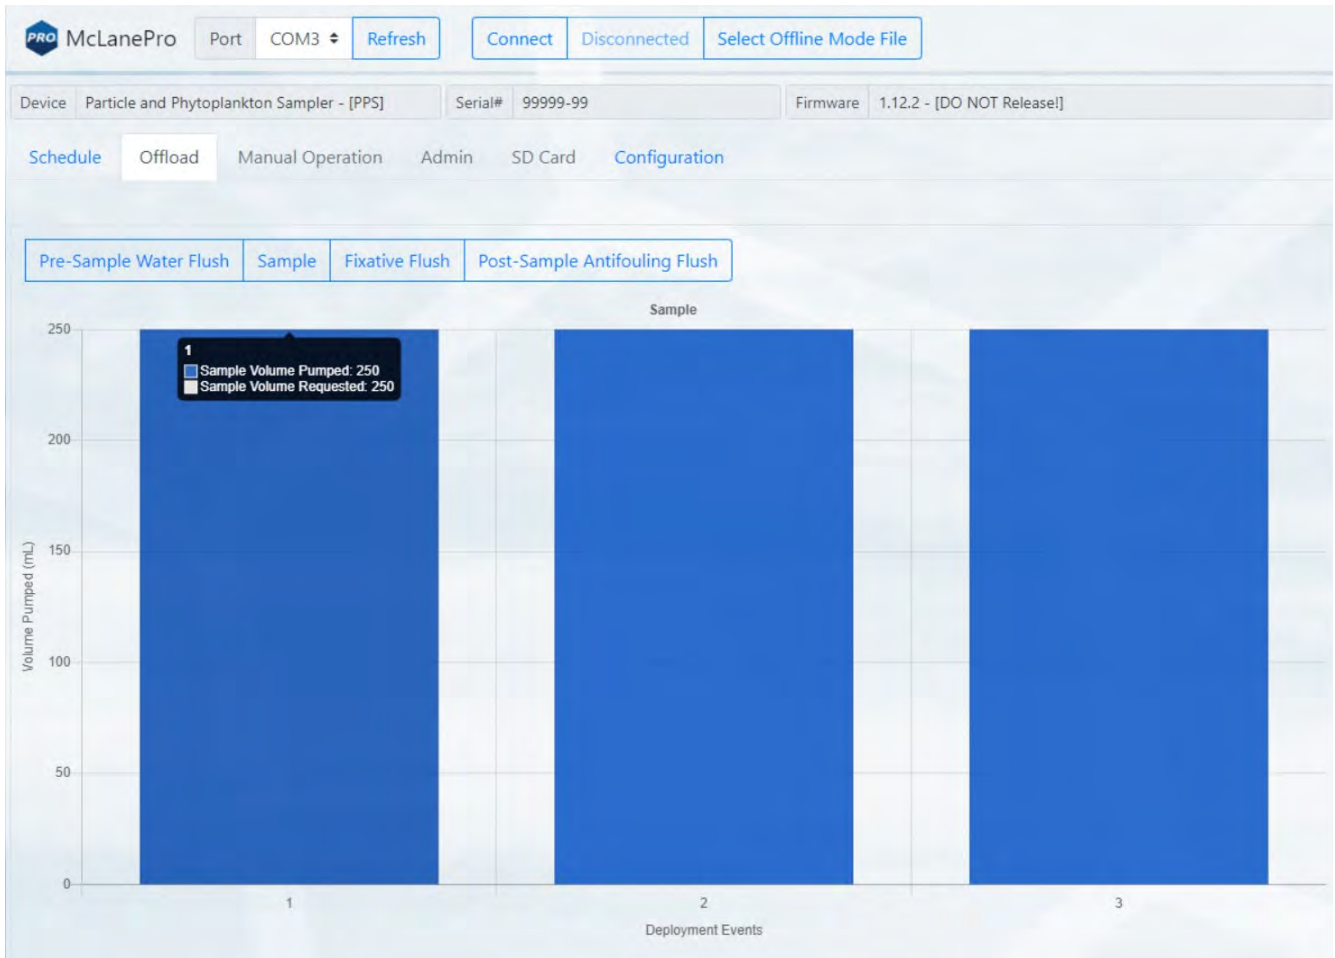 PRO McLanePro Port COM3 Refresh Connect Disconnected Select Offline Mode File
Device Particle and Phytoplankton Sampler - [PPS] Serial# 99999-99 Firmware 1.12.2 - [DO NOT Release!]
Schedule Offload Manual Operation Admin SD Card Configuration
Pre-Sample Water Flush Sample Fixative Flush Post-Sample Antifouling Flush
Sample
250
1
Sample Volume Pumped: 250
Sample Volume Requested: 250
200
150
100
50
0
Volume Pumped (mL)
1 2 3
Deployment Events